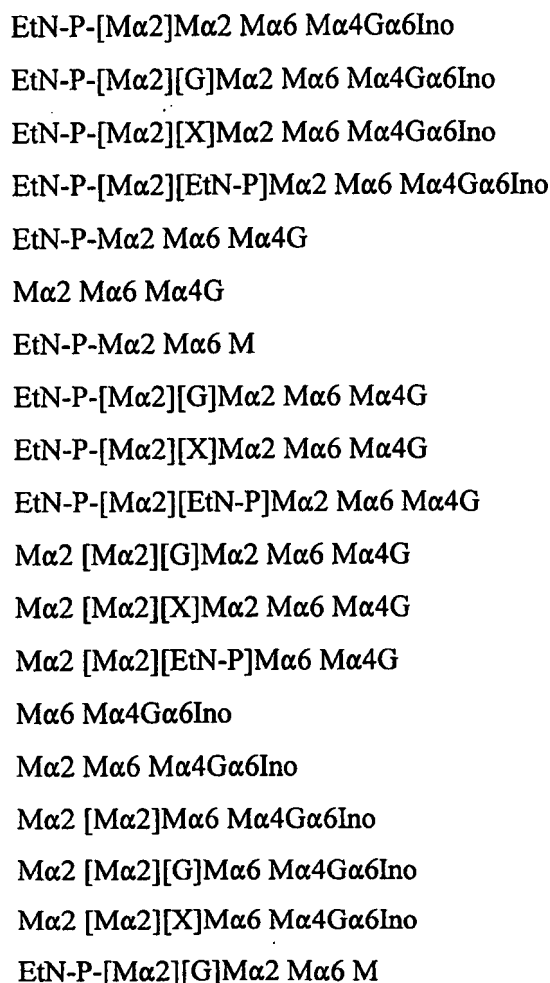 EtN-P-[Mα2]Mα2 Mα6 Mα4Gα6Ino
EtN-P-[Mα2][G]Mα2 Mα6 Mα4Gα6Ino
EtN-P-[Mα2][X]Mα2 Mα6 Mα4Gα6Ino
EtN-P-[Mα2][EtN-P]Mα2 Mα6 Mα4Gα6Ino
EtN-P-Mα2 Mα6 Mα4G
Mα2 Mα6 Mα4G
EtN-P-Mα2 Mα6 M
EtN-P-[Mα2][G]Mα2 Mα6 Mα4G
EtN-P-[Mα2][X]Mα2 Mα6 Mα4G
EtN-P-[Mα2][EtN-P]Mα2 Mα6 Mα4G
Mα2 [Mα2][G]Mα2 Mα6 Mα4G
Mα2 [Mα2][X]Mα2 Mα6 Mα4G
Mα2 [Mα2][EtN-P]Mα6 Mα4G
Mα6 Mα4Gα6Ino
Mα2 Mα6 Mα4Gα6Ino
Mα2 [Mα2]Mα6 Mα4Gα6Ino
Mα2 [Mα2][G]Mα6 Mα4Gα6Ino
Mα2 [Mα2][X]Mα6 Mα4Gα6Ino
EtN-P-[Mα2][G]Mα2 Mα6 M